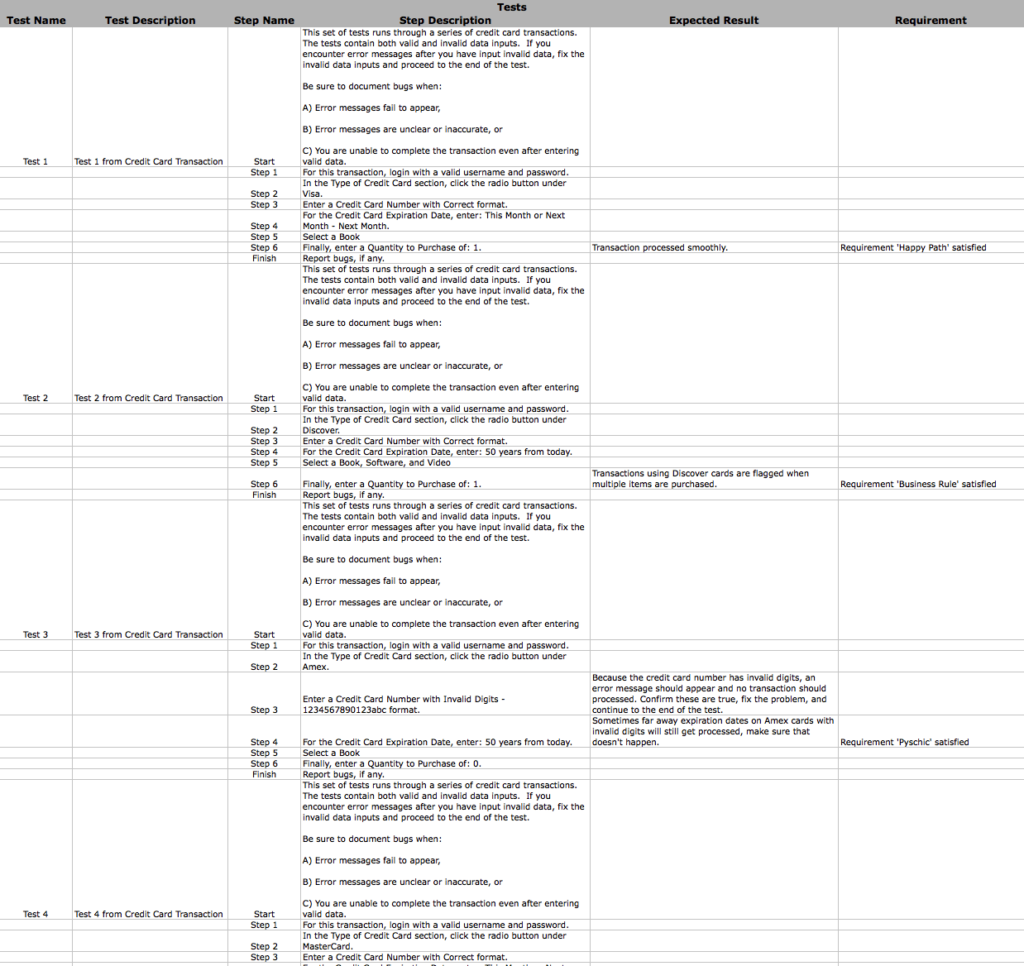 Tests
Test Name Test Description Step Name Step Description Expected Result Requirement
This set of tests runs through a series of credit card transactions.
The tests contain both valid and invalid data inputs.  If you
encounter error messages after you have input invalid data, fix the
invalid data inputs and proceed to the end of the test.
Be sure to document bugs when:
A) Error messages fail to appear,
B) Error messages are unclear or inaccurate, or
C) You are unable to complete the transaction even after entering
Test 1 Test 1 from Credit Card Transaction Start valid data.
Step 1 For this transaction, login with a valid username and password.
In the Type of Credit Card section, click the radio button under
Step 2 Visa.
Step 3 Enter a Credit Card Number with Correct format.
For the Credit Card Expiration Date, enter: This Month or Next
Step 4 Month - Next Month.
Step 5 Select a Book
Step 6 Finally, enter a Quantity to Purchase of: 1. Transaction processed smoothly. Requirement 'Happy Path' satisfied
Finish Report bugs, if any.
This set of tests runs through a series of credit card transactions.
The tests contain both valid and invalid data inputs.  If you
encounter error messages after you have input invalid data, fix the
invalid data inputs and proceed to the end of the test.
Be sure to document bugs when:
A) Error messages fail to appear,
B) Error messages are unclear or inaccurate, or
C) You are unable to complete the transaction even after entering
Test 2 Test 2 from Credit Card Transaction Start valid data.
Step 1 For this transaction, login with a valid username and password.
In the Type of Credit Card section, click the radio button under
Step 2 Discover.
Step 3 Enter a Credit Card Number with Correct format.
Step 4 For the Credit Card Expiration Date, enter: 50 years from today.
Step 5 Select a Book, Software, and Video
Transactions using Discover cards are flagged when
Step 6 Finally, enter a Quantity to Purchase of: 1. multiple items are purchased. Requirement 'Business Rule' satisfied
Finish Report bugs, if any.
This set of tests runs through a series of credit card transactions.
The tests contain both valid and invalid data inputs.  If you
encounter error messages after you have input invalid data, fix the
invalid data inputs and proceed to the end of the test.
Be sure to document bugs when:
A) Error messages fail to appear,
B) Error messages are unclear or inaccurate, or
C) You are unable to complete the transaction even after entering
Test 3 Test 3 from Credit Card Transaction Start valid data.
Step 1 For this transaction, login with a valid username and password.
In the Type of Credit Card section, click the radio button under
Step 2 Amex.
Because the credit card number has invalid digits, an
error message should appear and no transaction should
Enter a Credit Card Number with Invalid Digits - processed. Confirm these are true, fix the problem, and
Step 3 1234567890123abc format. continue to the end of the test.
Sometimes far away expiration dates on Amex cards with
invalid digits will still get processed, make sure that
Step 4 For the Credit Card Expiration Date, enter: 50 years from today. doesn't happen. Requirement 'Pyschic' satisfied
Step 5 Select a Book
Step 6 Finally, enter a Quantity to Purchase of: 0.
Finish Report bugs, if any.
This set of tests runs through a series of credit card transactions.
The tests contain both valid and invalid data inputs.  If you
encounter error messages after you have input invalid data, fix the
invalid data inputs and proceed to the end of the test.
Be sure to document bugs when:
A) Error messages fail to appear,
B) Error messages are unclear or inaccurate, or
C) You are unable to complete the transaction even after entering
Test 4 Test 4 from Credit Card Transaction Start valid data.
Step 1 For this transaction, login with a valid username and password.
In the Type of Credit Card section, click the radio button under
Step 2 MasterCard.
Step 3 Enter a Credit Card Number with Correct format.